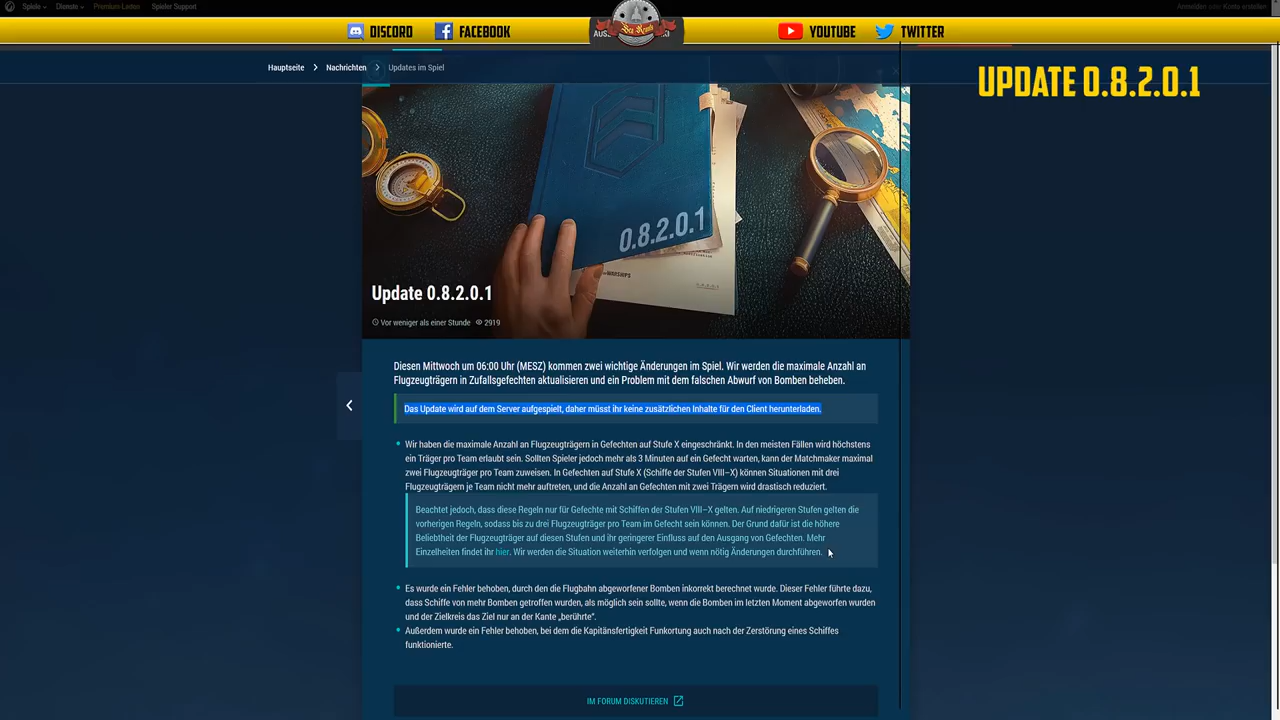 Spiele
Dienste
Premium-Laden
Spieler Support
Anmelden oder Konto erstellen
DISCORD
FACEBOOK
YOUTUBE
TWITTER
Hauptseite
Nachrichten
Updates im Spiel
UPDATE 0.8.2.0.1
0.8.2.0.1
WARSHIPS
Update 0.8.2.0.1
Vor weniger als einer Stunde 2919
Diesen Mittwoch um 06:00 Uhr (MESZ) kommen zwei wichtige Änderungen im Spiel. Wir werden die maximale Anzahl an
Flugzeugträgern in Zufallsgefechten aktualisieren und ein Problem mit dem falschen Abwurf von Bomben beheben.
Das Update wird auf dem Server aufgespielt, daher müsst ihr keine zusätzlichen Inhalte für den Client herunterladen.
Wir haben die maximale Anzahl an Flugzeugträgern in Gefechten auf Stufe X eingeschränkt. In den meisten Fällen wird höchstens
ein Träger pro Team erlaubt sein. Sollten Spieler jedoch mehr als 3 Minuten auf ein Gefecht warten, kann der Matchmaker maximal
zwei Flugzeugträger pro Team zuweisen. In Gefechten auf Stufe X (Schiffe der Stufen VIII–X) können Situationen mit drei
Flugzeugträgern je Team nicht mehr auftreten, und die Anzahl an Gefechten mit zwei Trägern wird drastisch reduziert.
Beachtet jedoch, dass diese Regeln nur für Gefechte mit Schiffen der Stufen VIII–X gelten. Auf niedrigeren Stufen gelten die
vorherigen Regeln, sodass bis zu drei Flugzeugträger pro Team im Gefecht sein können. Der Grund dafür ist die höhere
Beliebtheit der Flugzeugträger auf diesen Stufen und ihr geringerer Einfluss auf den Ausgang von Gefechten. Mehr
Einzelheiten findet ihr hier. Wir werden die Situation weiterhin verfolgen und wenn nötig Änderungen durchführen.
Es wurde ein Fehler behoben, durch den die Flugbahn abgeworfener Bomben inkorrekt berechnet wurde. Dieser Fehler führte dazu,
dass Schiffe von mehr Bomben getroffen wurden, als möglich sein sollte, wenn die Bomben im letzten Moment abgeworfen wurden
und der Zielkreis das Ziel nur an der Kante „berührte“.
Außerdem wurde ein Fehler behoben, bei dem die Kapitänsfertigkeit Funkortung auch nach der Zerstörung eines Schiffes
funktionierte.
IM FORUM DISKUTIEREN